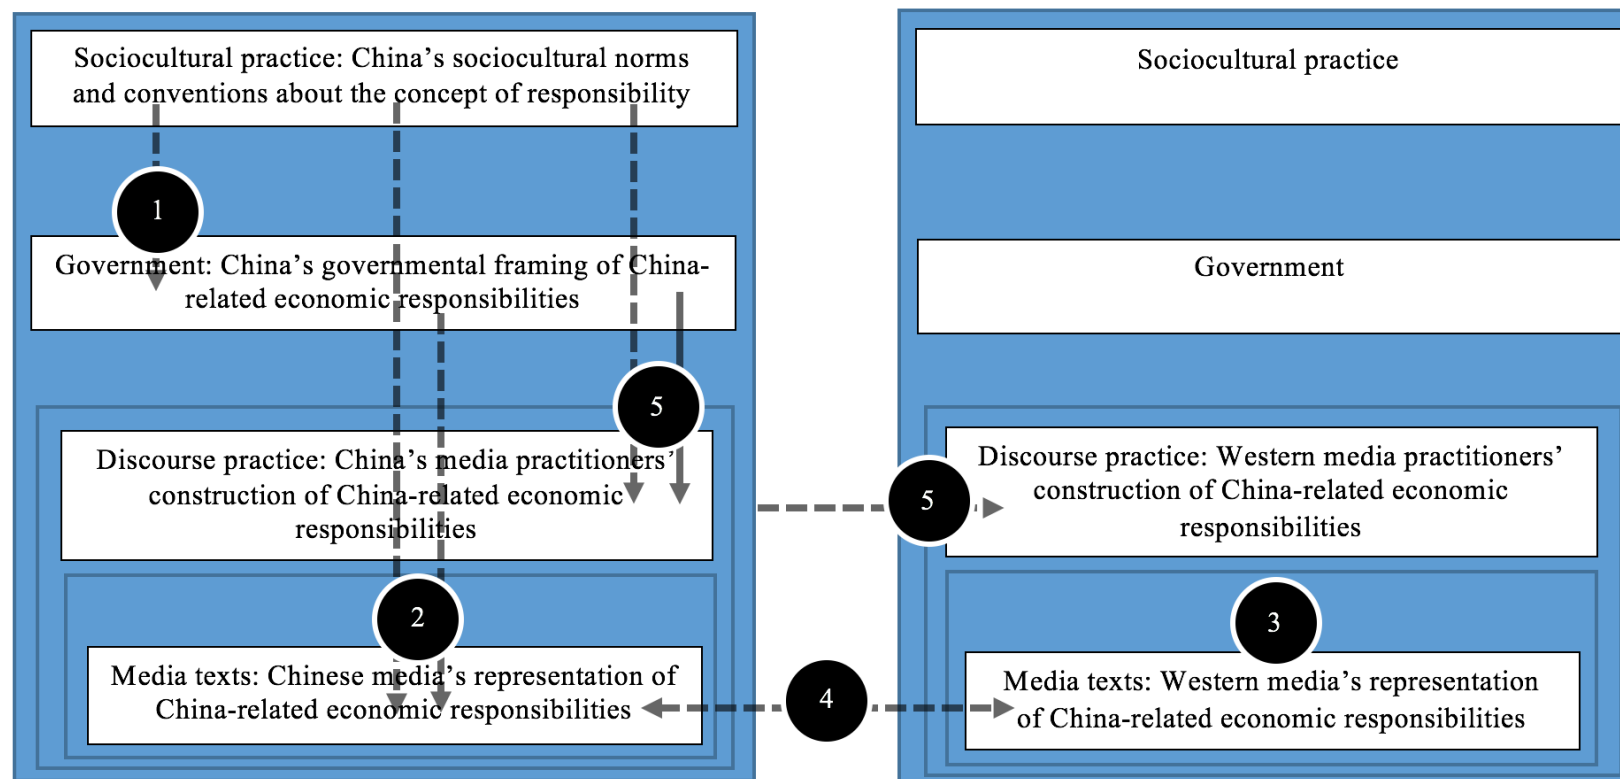 Sociocultural practice: China’s sociocultural norms
and conventions about the concept of responsibility
1
Government: China’s governmental framing of China-
related economic responsibilities
5
Discourse practice: China’s media practitioners’
construction of China-related economic
responsibilities
2
Media texts: Chinese media’s representation of
China-related economic responsibilities
4
5
Sociocultural practice
Government
Discourse practice: Western media practitioners’
construction of China-related economic
responsibilities
3
Media texts: Western media’s representation
of China-related economic responsibilities